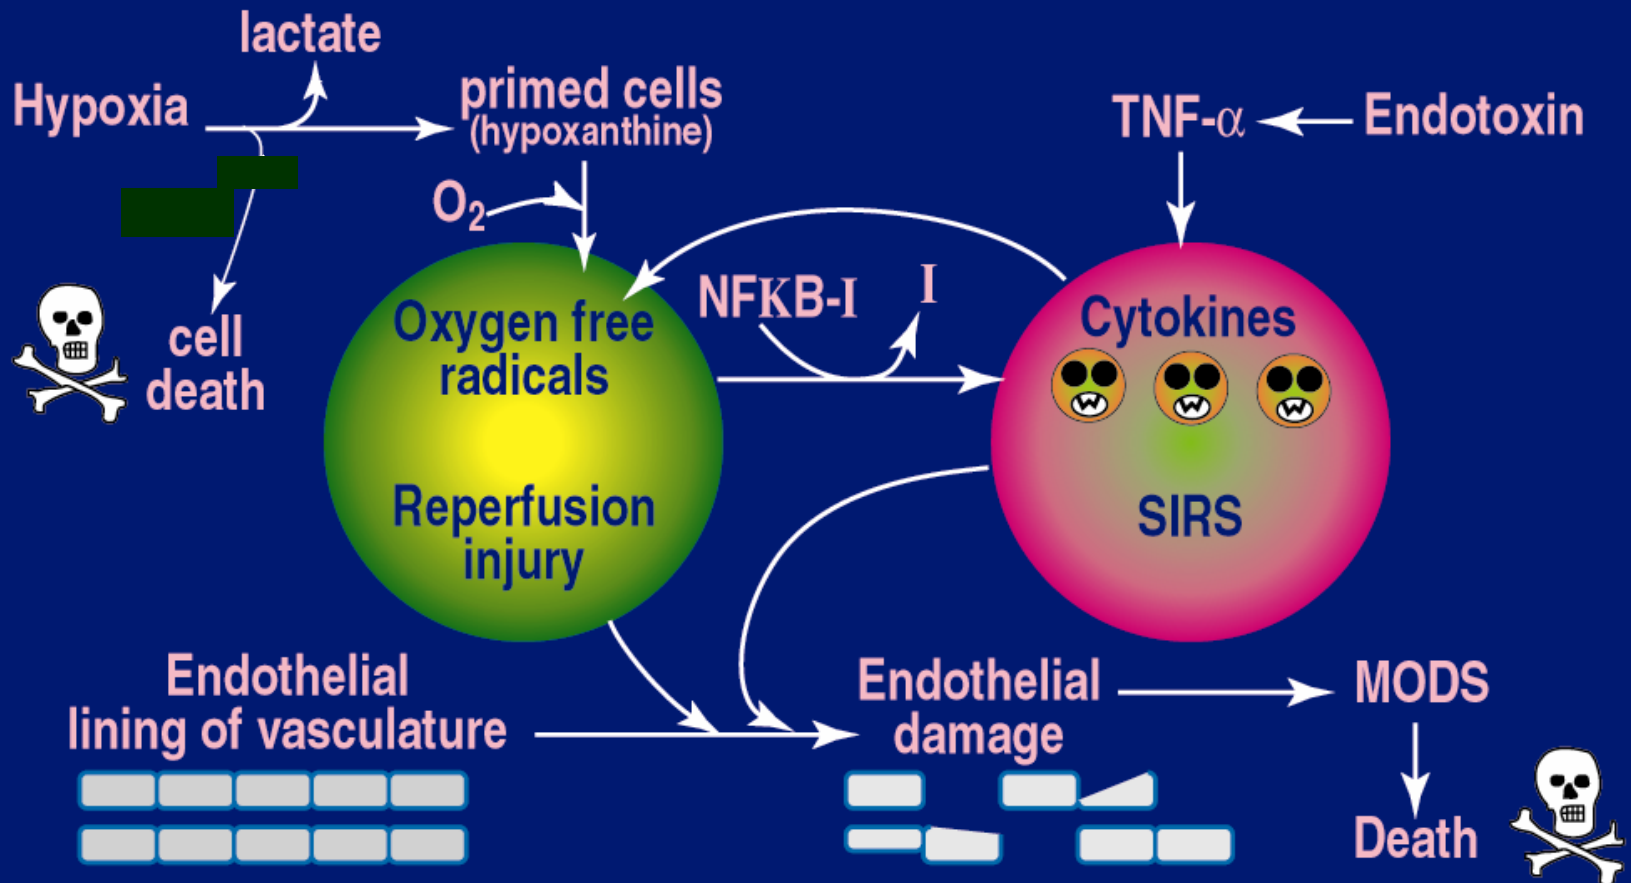 lactate
Hypoxia
primed cells
(hypoxanthine)
TNF-α
Endotoxin
O₂
NFKB-I
I
Oxygen free
radicals
Cytokines
cell
death
Reperfusion
injury
SIRS
Endothelial
lining of vasculature
Endothelial
damage
MODS
Death